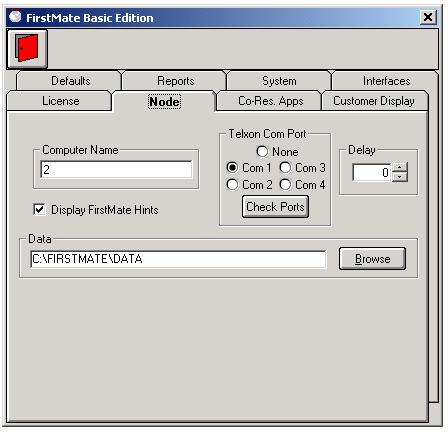 FirstMate Basic Edition
Defaults Reports System Interfaces
License Node Co-Res. Apps Customer Display
Telxon Com Port
Computer Name None Delay
2 Com 1 Com 3 0
Com 2 Com 4
Display FirstMate Hints Check Ports
Data
C:\FIRSTMATE\DATA Browse